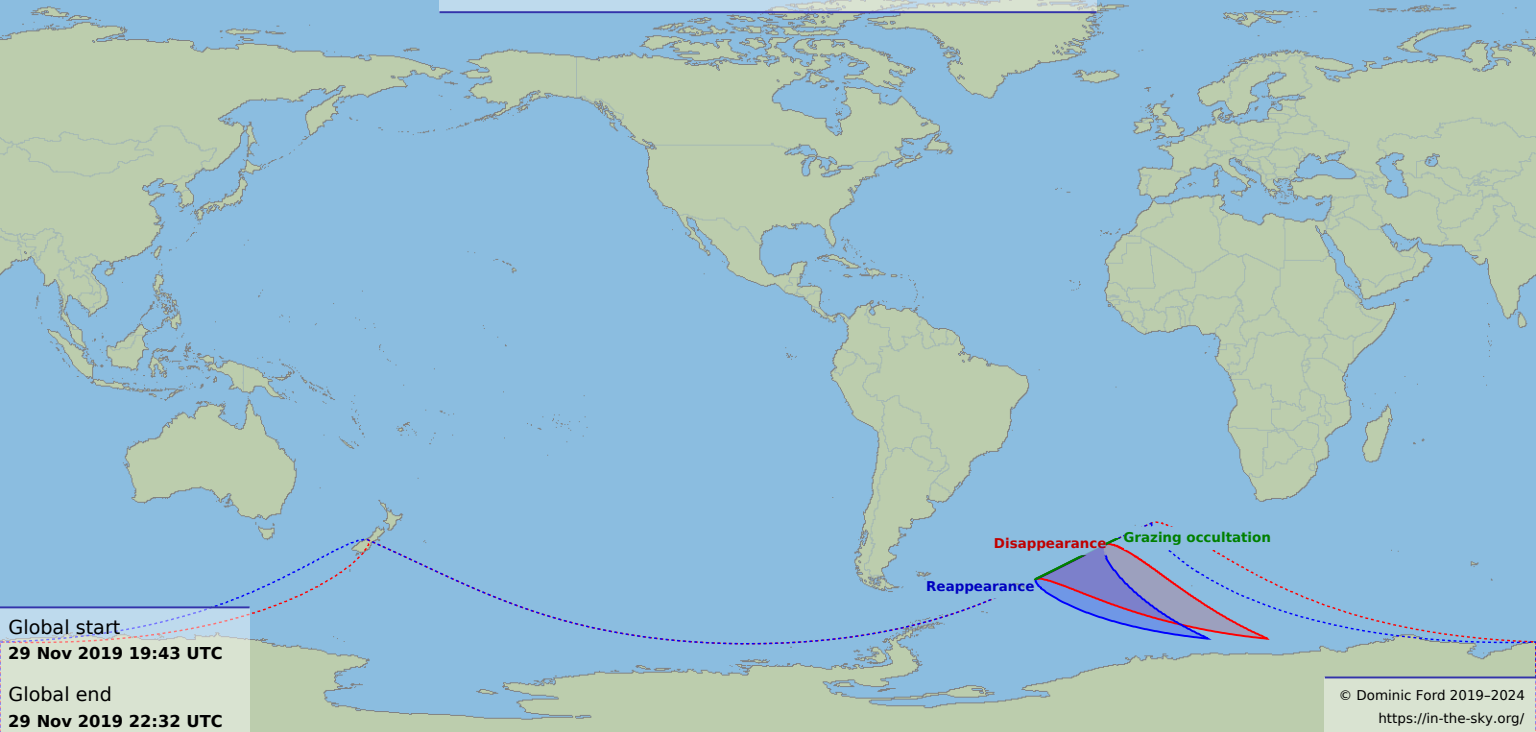 Disappearance
Grazing occultation
Reappearance
Global start
29 Nov 2019 19:43 UTC
Global end
29 Nov 2019 22:32 UTC
© Dominic Ford 2019–2024
https://in-the-sky.org/